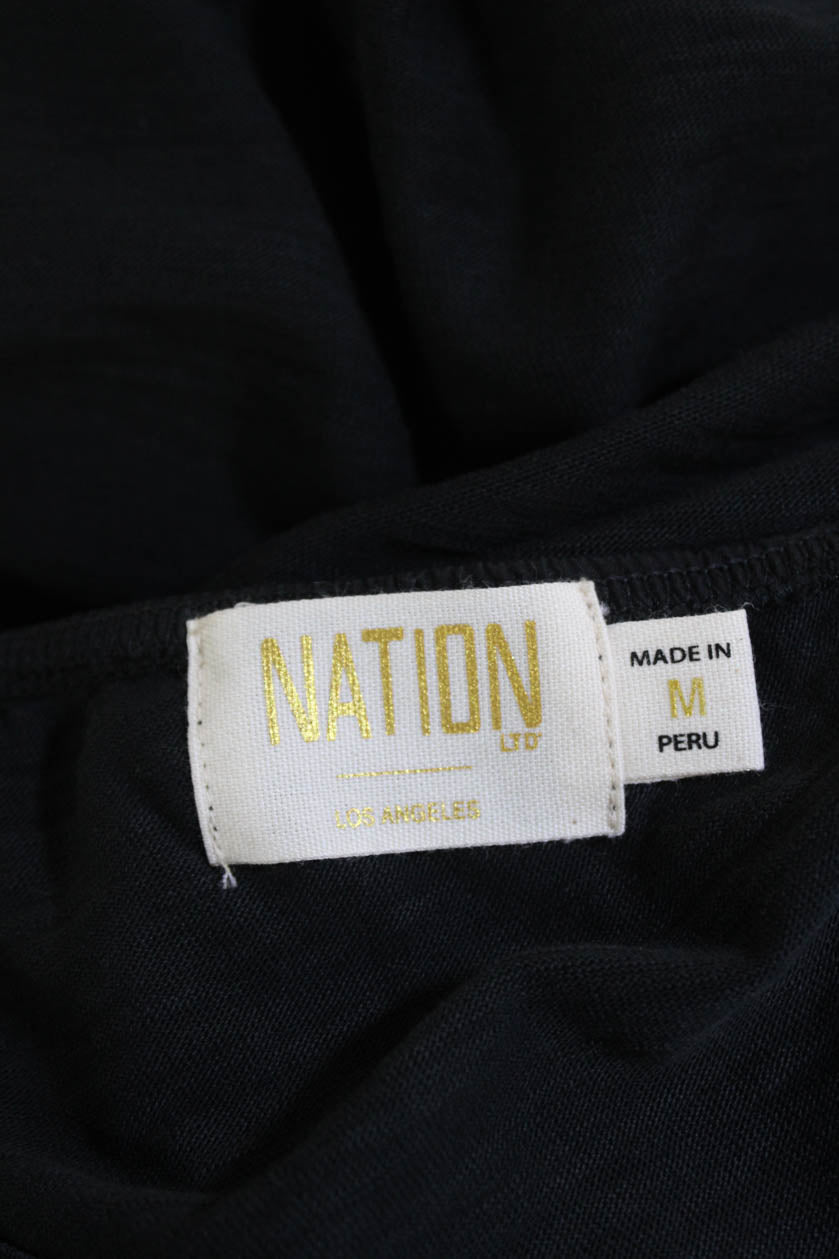 NATION
LTD
LOS ANGELES
MADE IN
M
PERU